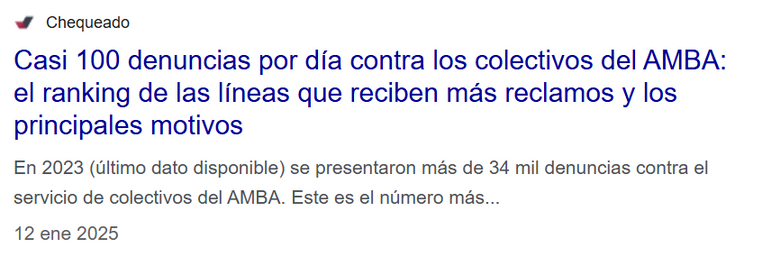 Chequeado
Casi 100 denuncias por día contra los colectivos del AMBA:
el ranking de las líneas que reciben más reclamos y los
principales motivos
En 2023 (último dato disponible) se presentaron más de 34 mil denuncias contra el
servicio de colectivos del AMBA. Este es el número más...
12 ene 2025